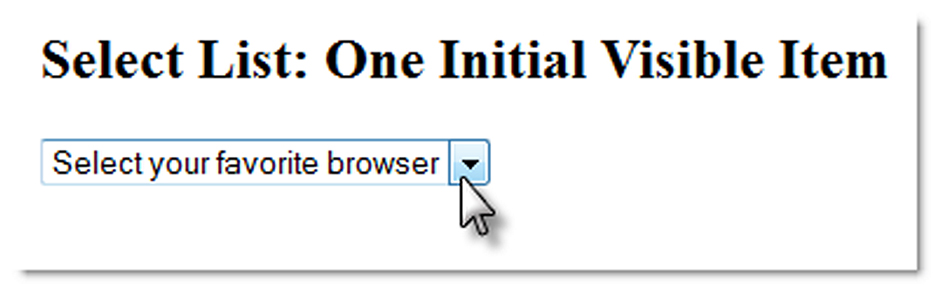 Select List: One Initial Visible Item
Select your favorite browser